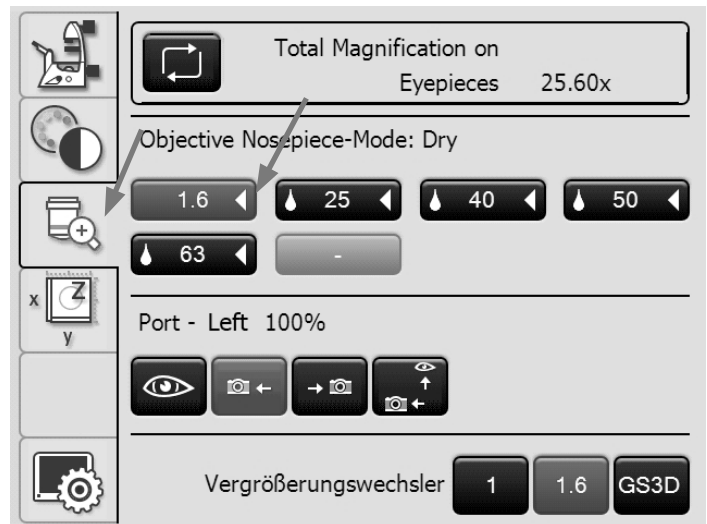 Total Magnification on
Eyepieces 25.60x
Objective Nosepiece-Mode: Dry
1.6 25 40 50
63 -
x Z
y
Port - Left 100%
Vergrößerungswechsler 1 1.6 GS3D